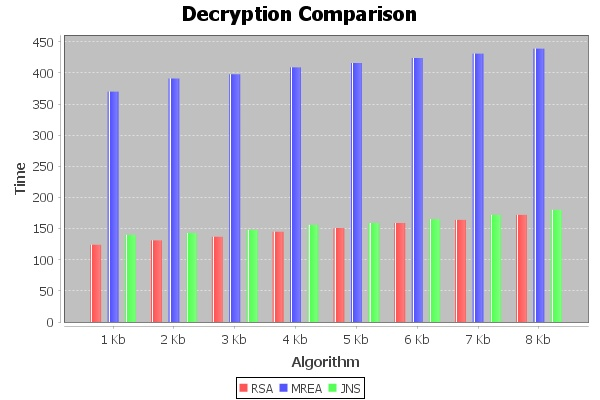 Decryption Comparison
450
400
350
300
250
200
150
100
50
0
Time
1 Kb 2 Kb 3 Kb 4 Kb 5 Kb 6 Kb 7 Kb 8 Kb
Algorithm
RSA MREA JNS